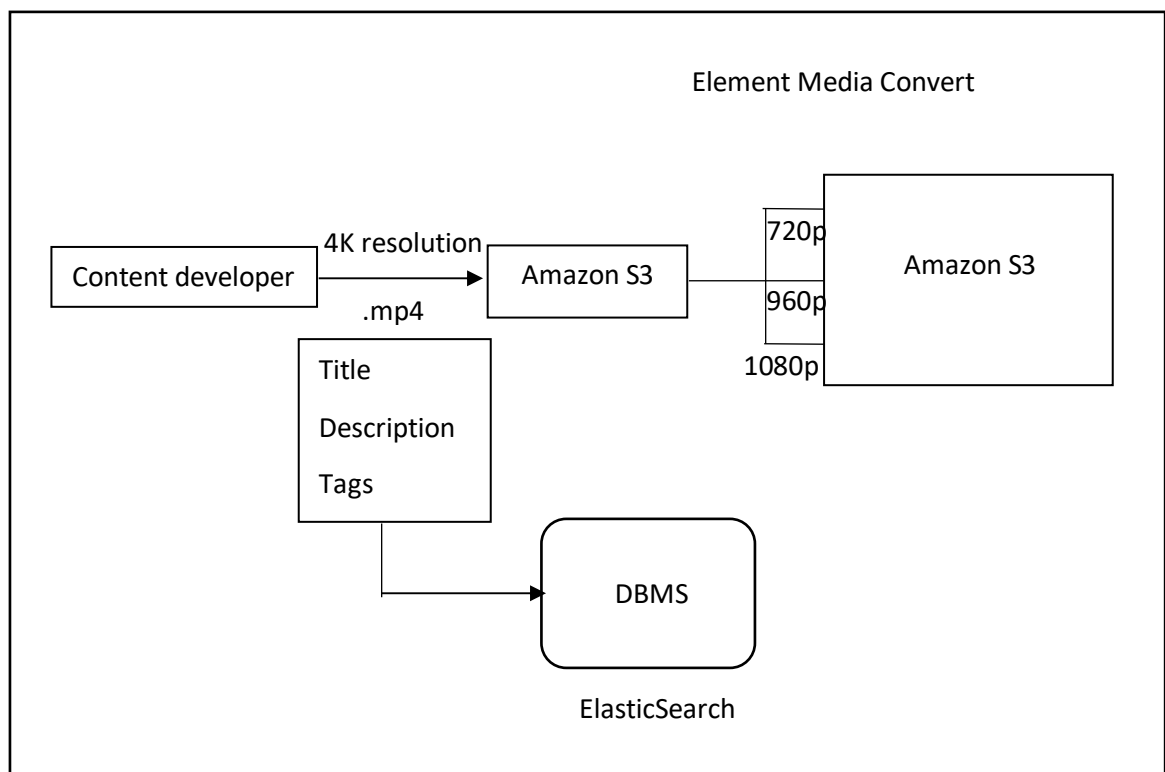 Element Media Convert
4K resolution
Content developer
.mp4
Amazon S3
720p
960p
1080p
Amazon S3
Title
Description
Tags
DBMS
ElasticSearch